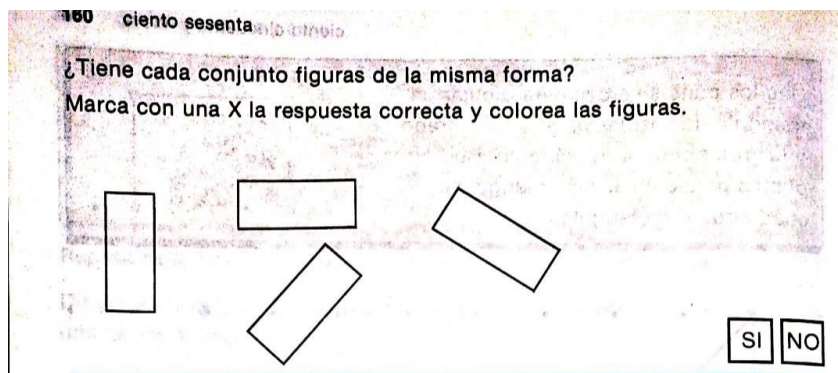 160 ciento sesenta
¿Tiene cada conjunto figuras de la misma forma?
Marca con una X la respuesta correcta y colorea las figuras.
SI NO